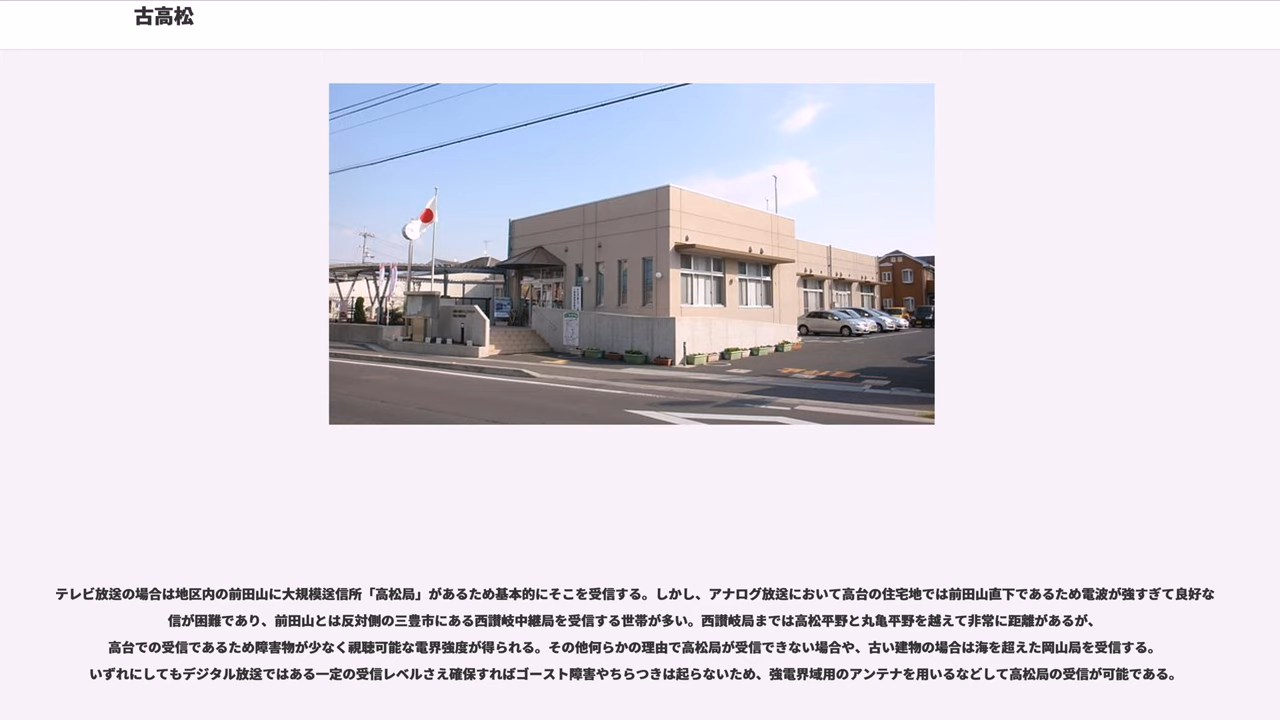 古高松
テレビ放送の場合は地区内の前田山に大規模送信所「高松局」があるため基本的にそこを受信する。しかし、アナログ放送において高台の住宅地では前田山直下であるため電波が強すぎて良好な
信が困難であり、前田山とは反対側の三豊市にある西讃岐中継局を受信する世帯が多い。西讃岐局までは高松平野と丸亀平野を越えて非常に距離があるが、
高台での受信であるため障害物が少なく視聴可能な電界強度が得られる。その他何らかの理由で高松局が受信できない場合や、古い建物の場合は海を超えた岡山局を受信する。
いずれにしてもデジタル放送ではある一定の受信レベルさえ確保すればゴースト障害やちらつきは起らないため、強電界域用のアンテナを用いるなどして高松局の受信が可能である。